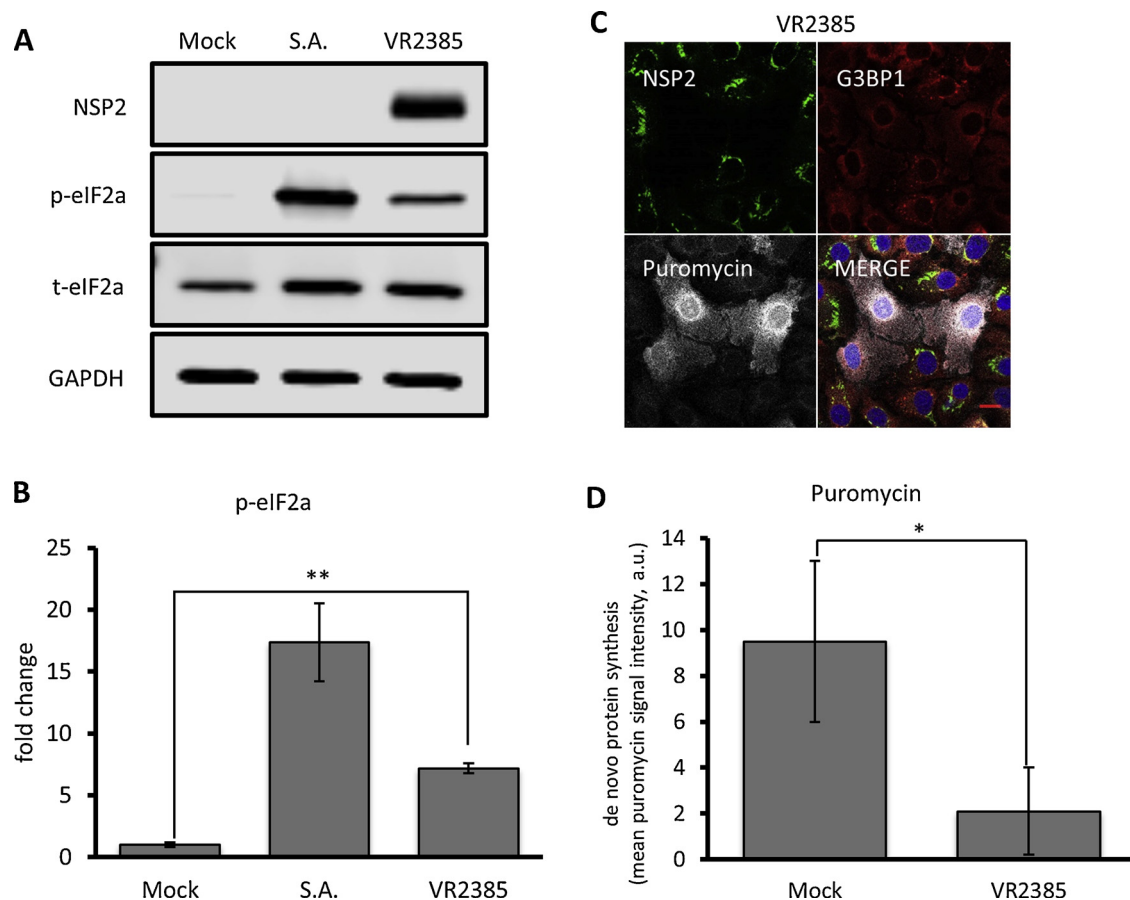 A
Mock S.A. VR2385
NSP2
p-eIF2a
t-eIF2a
GAPDH
B
p-eIF2a
fold change
25
20
15
10
5
0
**
Mock S.A. VR2385
C
VR2385
NSP2 G3BP1
Puromycin MERGE
D
Puromycin
de novo protein synthesis
(mean puromycin signal intensity, a.u.)
14
12
10
8
6
4
2
0
*
Mock VR2385